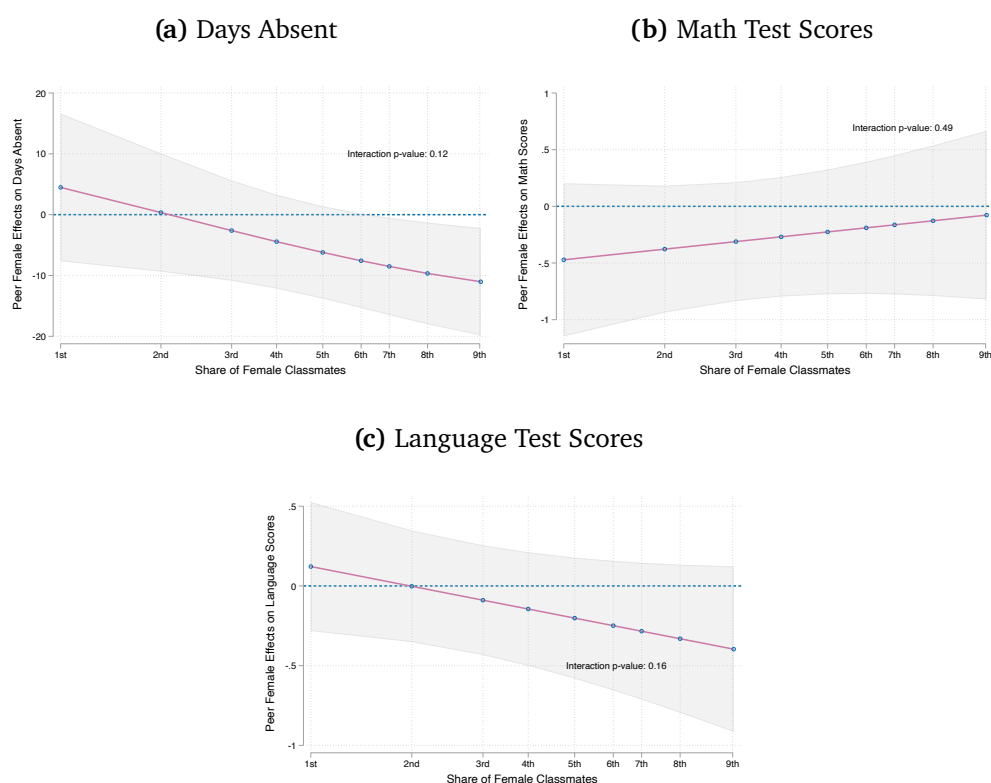 (a) Days Absent
20
10
0
-10
-20
Peer Female Effects on Days Absent
Interaction p-value: 0.12
1st 2nd 3rd 4th 5th 6th 7th 8th 9th
Share of Female Classmates
(b) Math Test Scores
1
.5
0
-.5
-1
Peer Female Effects on Math Scores
Interaction p-value: 0.49
1st 2nd 3rd 4th 5th 6th 7th 8th 9th
Share of Female Classmates
(c) Language Test Scores
.5
0
-.5
-1
Peer Female Effects on Language Scores
Interaction p-value: 0.16
1st 2nd 3rd 4th 5th 6th 7th 8th 9th
Share of Female Classmates